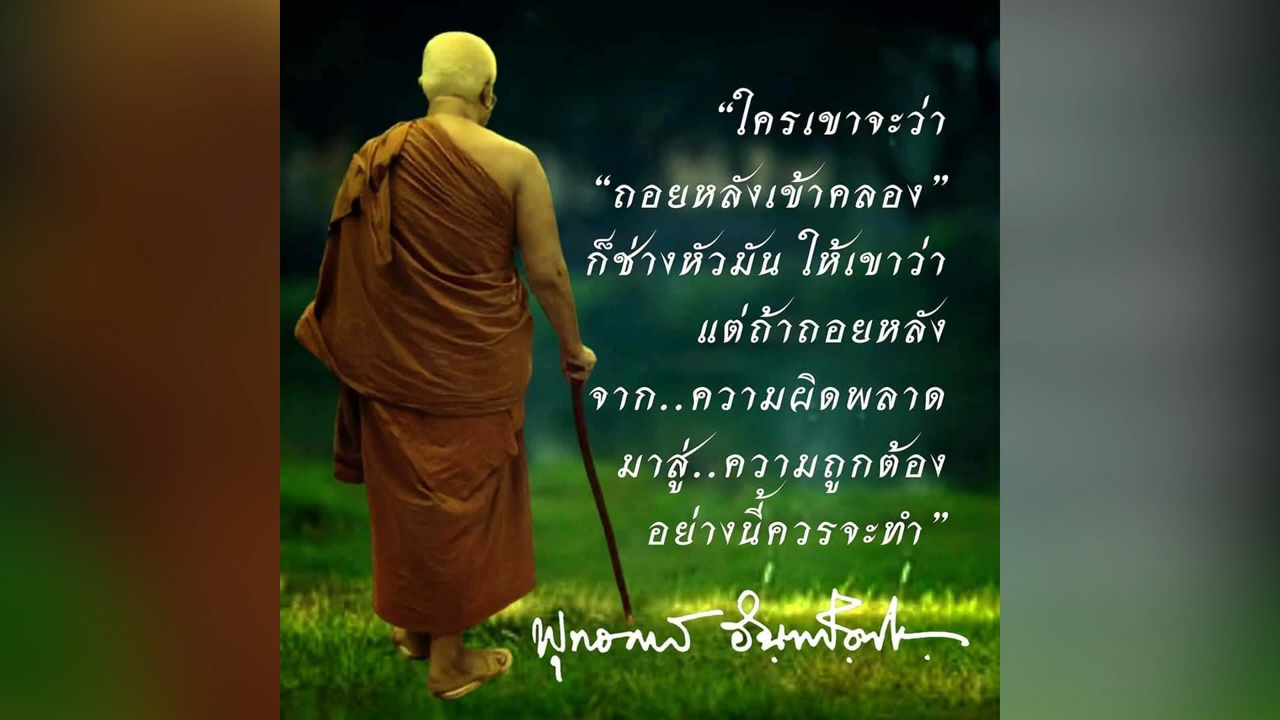 “ใครเขาจะว่า
“ถอยหลังเข้าคลอง”
ก็ช่างหัวมัน ให้เขาว่า
แต่ถ้าถอยหลัง
จาก..ความผิดพลาด
มาสู่..ความถูกต้อง
อย่างนี้ควรจะทำ”
พุทธทาส อินฺทปญฺโญ